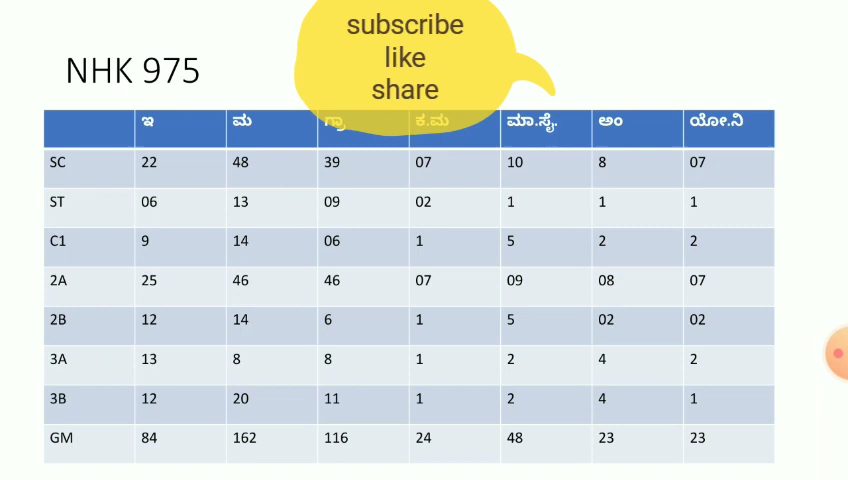 subscribe
like
share
NHK 975
ಇ ಮ ಗ್ರಾ ಕ.ಮ ಮಾ.ಸೈ. ಅಂ ಯೋ.ನಿ
SC 22 48 39 07 10 8 07
ST 06 13 09 02 1 1 1
C1 9 14 06 1 5 2 2
2A 25 46 46 07 09 08 07
2B 12 14 6 1 5 02 02
3A 13 8 8 1 2 4 2
3B 12 20 11 1 2 4 1
GM 84 162 116 24 48 23 23